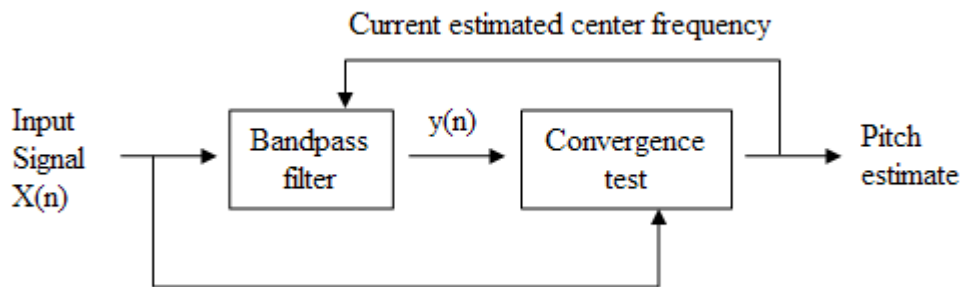 Current estimated center frequency
Input
Signal
X(n)
Bandpass
filter
y(n)
Convergence
test
Pitch
estimate